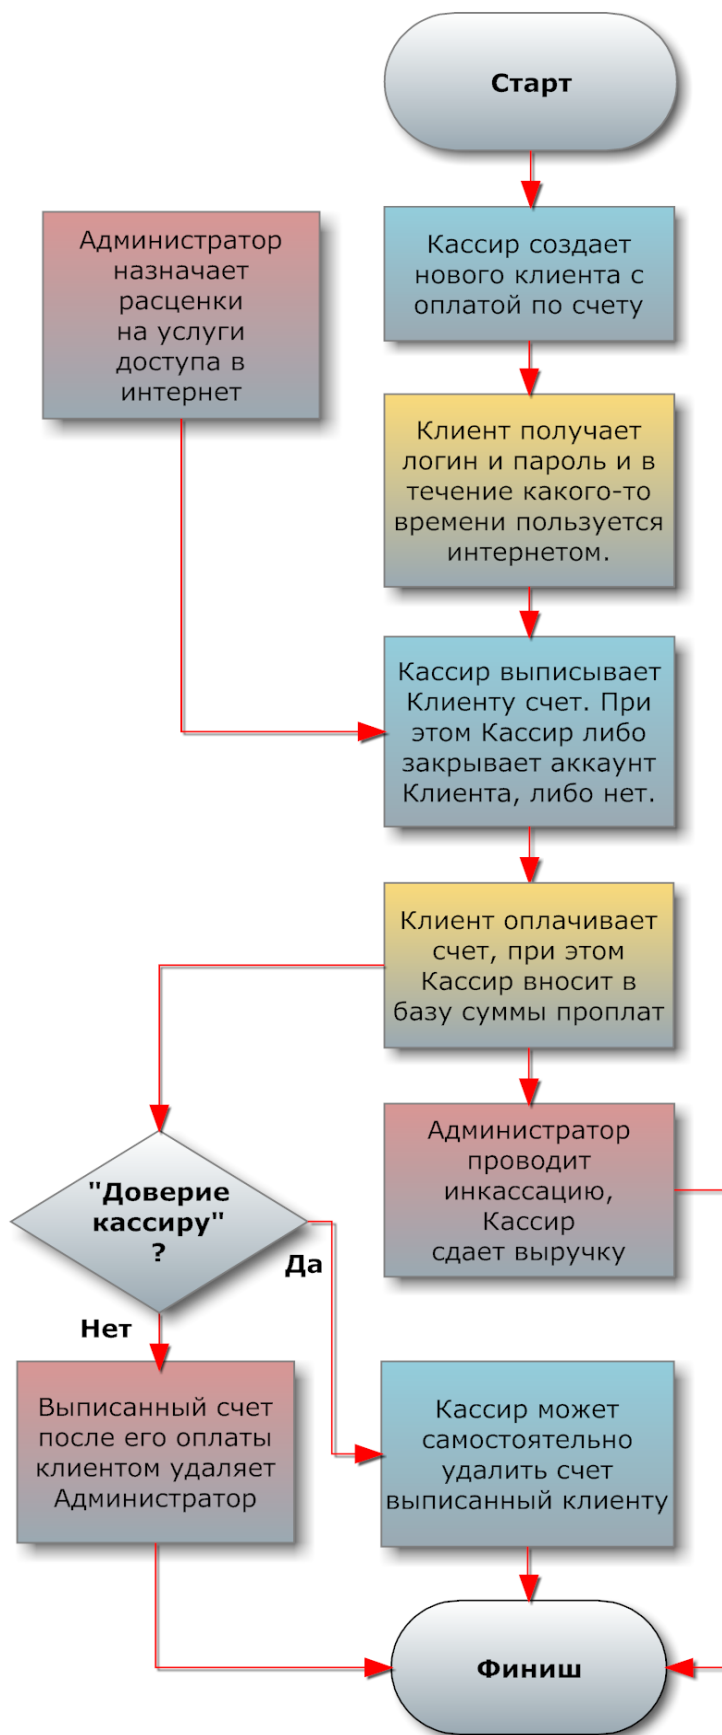 Старт
Администратор
назначает
расценки
на услуги
доступа в
интернет
Кассир создает
нового клиента с
оплатой по счету
Клиент получает
логин и пароль и в
течение какого-то
времени пользуется
интернетом.
Кассир выписывает
Клиенту счет. При
этом Кассир либо
закрывает аккаунт
Клиента, либо нет.
Клиент оплачивает
счет, при этом
Кассир вносит в
базу суммы проплат
Администратор
проводит
инкассацию,
Кассир
сдает выручку
"Доверие
кассиру"
?
Да
Нет
Выписанный счет
после его оплаты
клиентом удаляет
Администратор
Кассир может
самостоятельно
удалить счет
выписанный клиенту
Финиш